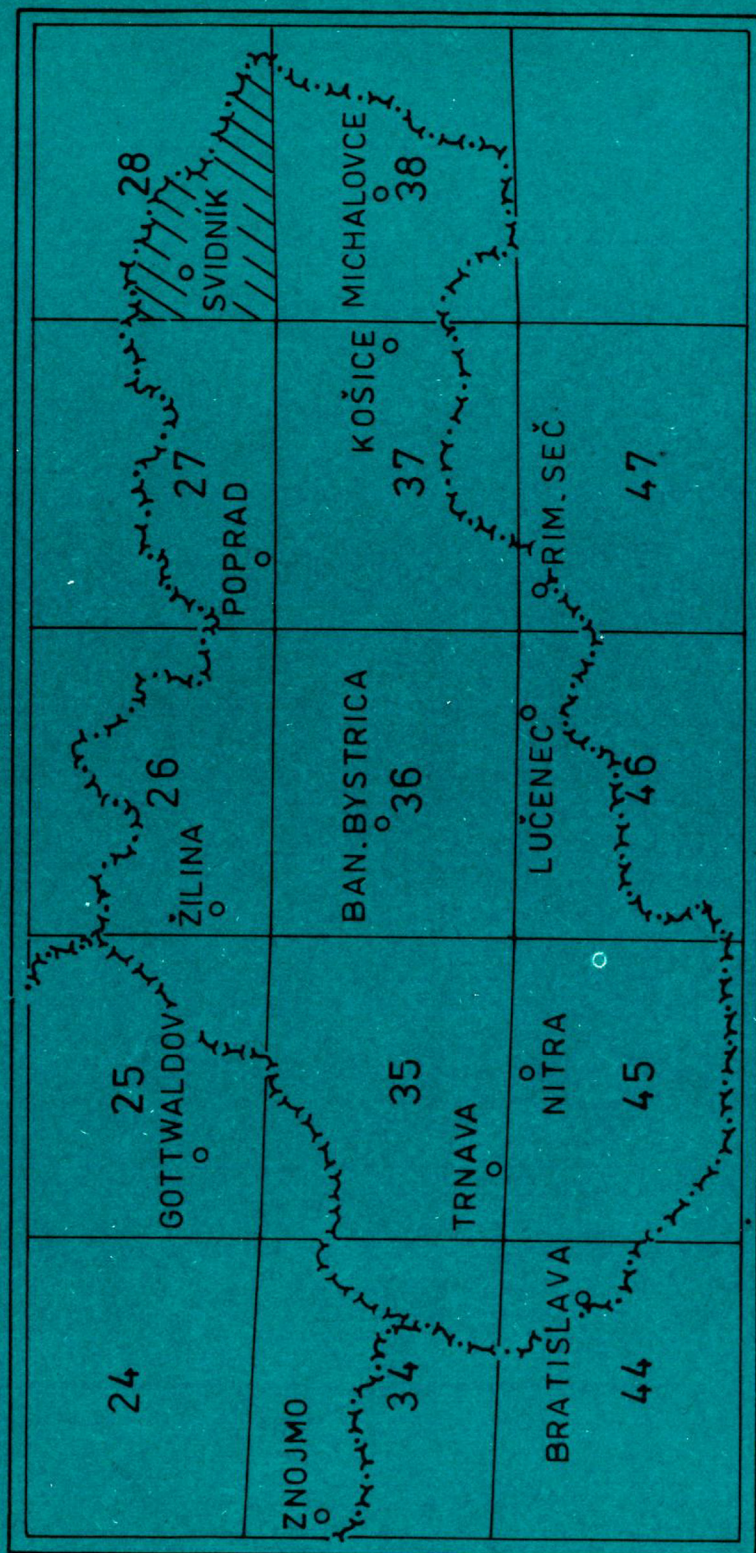 24
GOTTWALDOV
25
ŽILINA
26
POPRAD
27
SVIDNÍK
28
ZNOJMO
34
TRNAVA
35
BAN. BYSTRICA
36
KOŠICE
37
MICHALOVCE
38
BRATISLAVA
44
NITRA
45
LUČENEC
46
RIM. SEČ
47